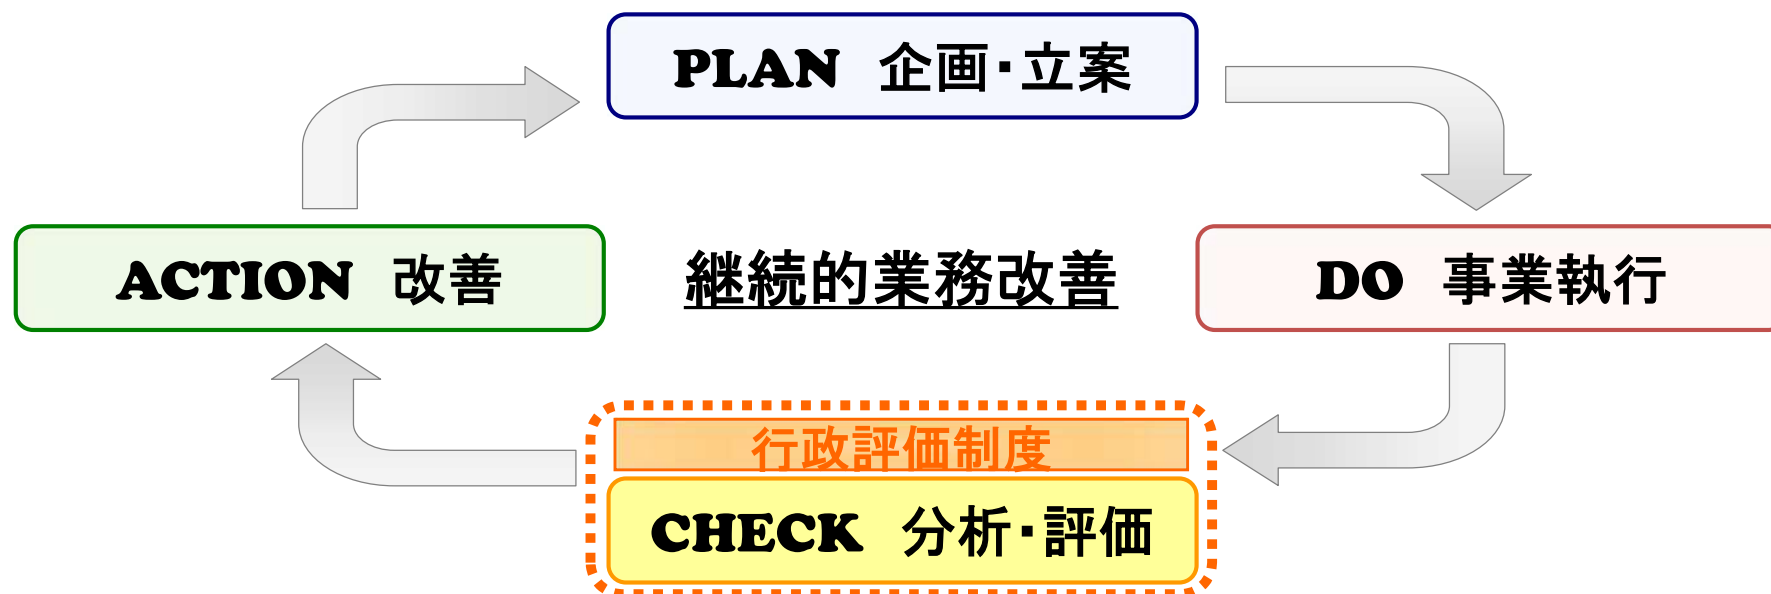 PLAN 企画・立案
ACTION 改善
継続的業務改善
DO 事業執行
行政評価制度
CHECK 分析・評価